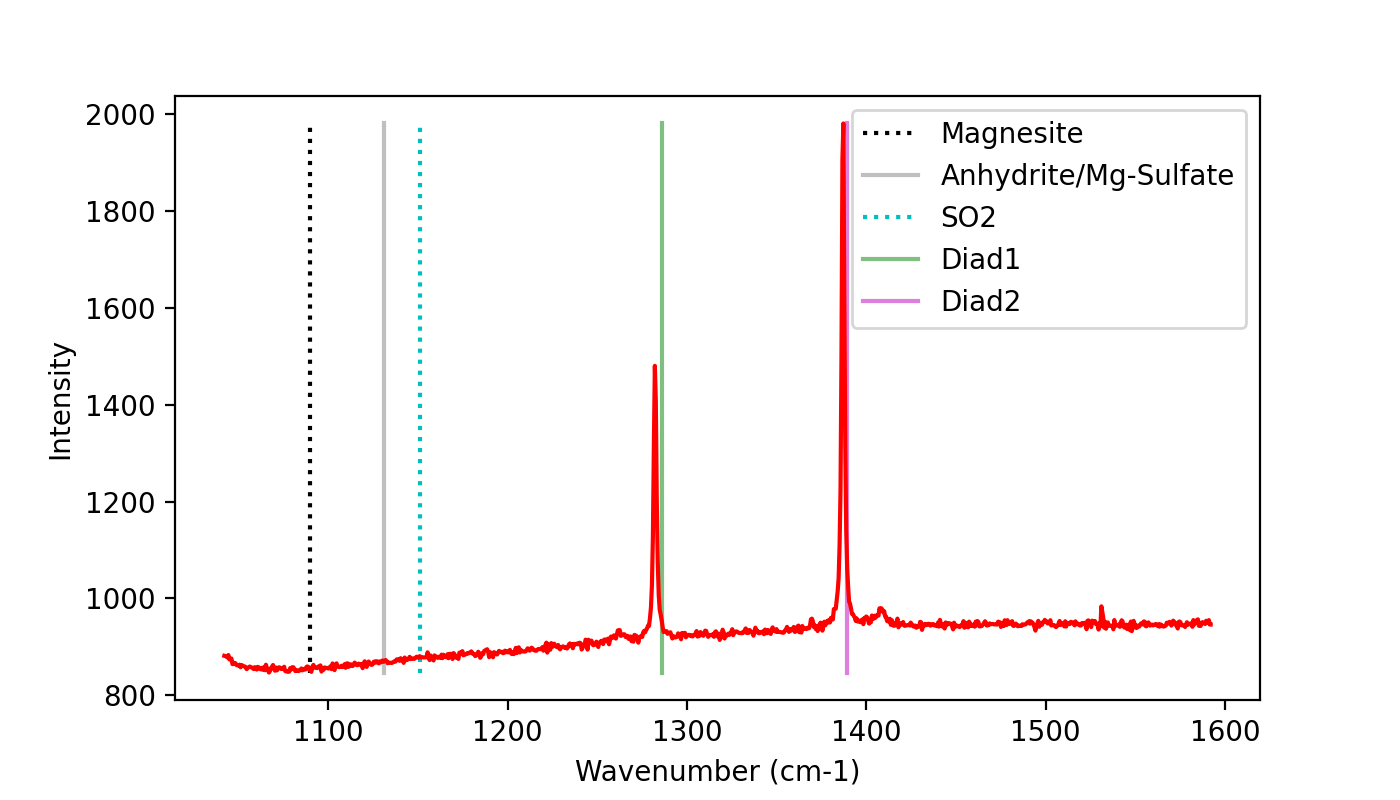 2000
1800
1600
1400
1200
1000
800
Intensity
Magnesite
Anhydrite/Mg-Sulfate
SO2
Diad1
Diad2
1100 1200 1300 1400 1500 1600
Wavenumber (cm-1)